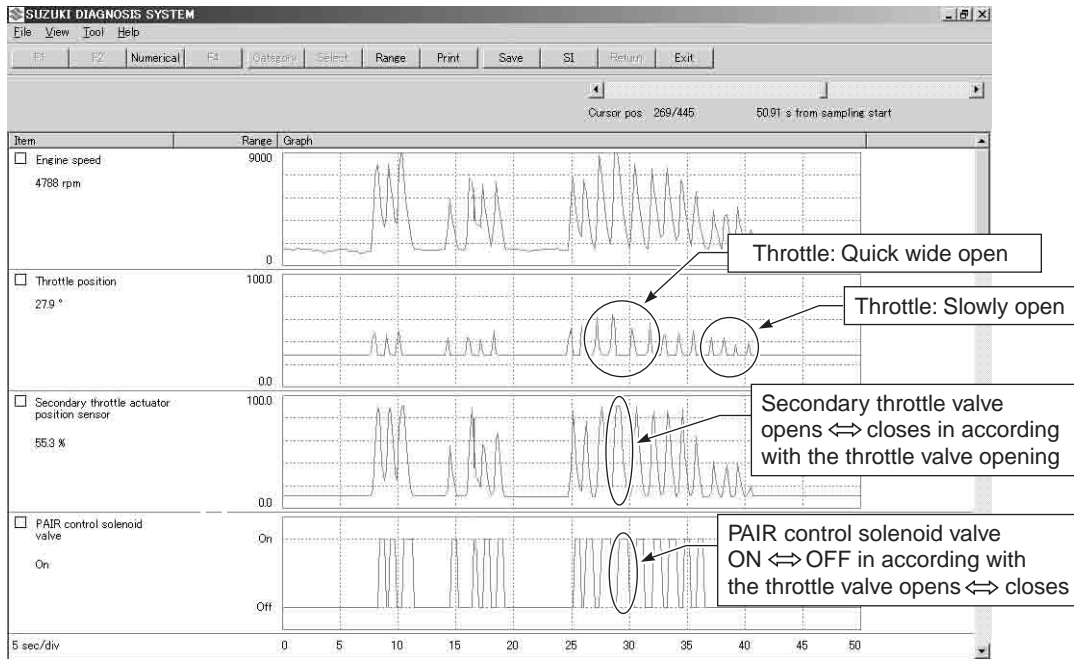 SUZUKI DIAGNOSIS SYSTEM
File View Tool Help
F1 F2 Numerical F4 Category Select Range Print Save SI Return Exit
Cursor pos 269/445 50.91 s from sampling start
Item Range Graph
Engine speed 9000
4788 rpm
0
Throttle: Quick wide open
Throttle position 100.0
27.9 °
Throttle: Slowly open
0.0
Secondary throttle actuator 100.0
position sensor
55.3 %
0.0
Secondary throttle valve
opens ⇔ closes in according
with the throttle valve opening
PAIR control solenoid
valve
On
On
Off
PAIR control solenoid valve
ON ⇔ OFF in according with
the throttle valve opens ⇔ closes
5 sec/div 0 5 10 15 20 25 30 35 40 45 50